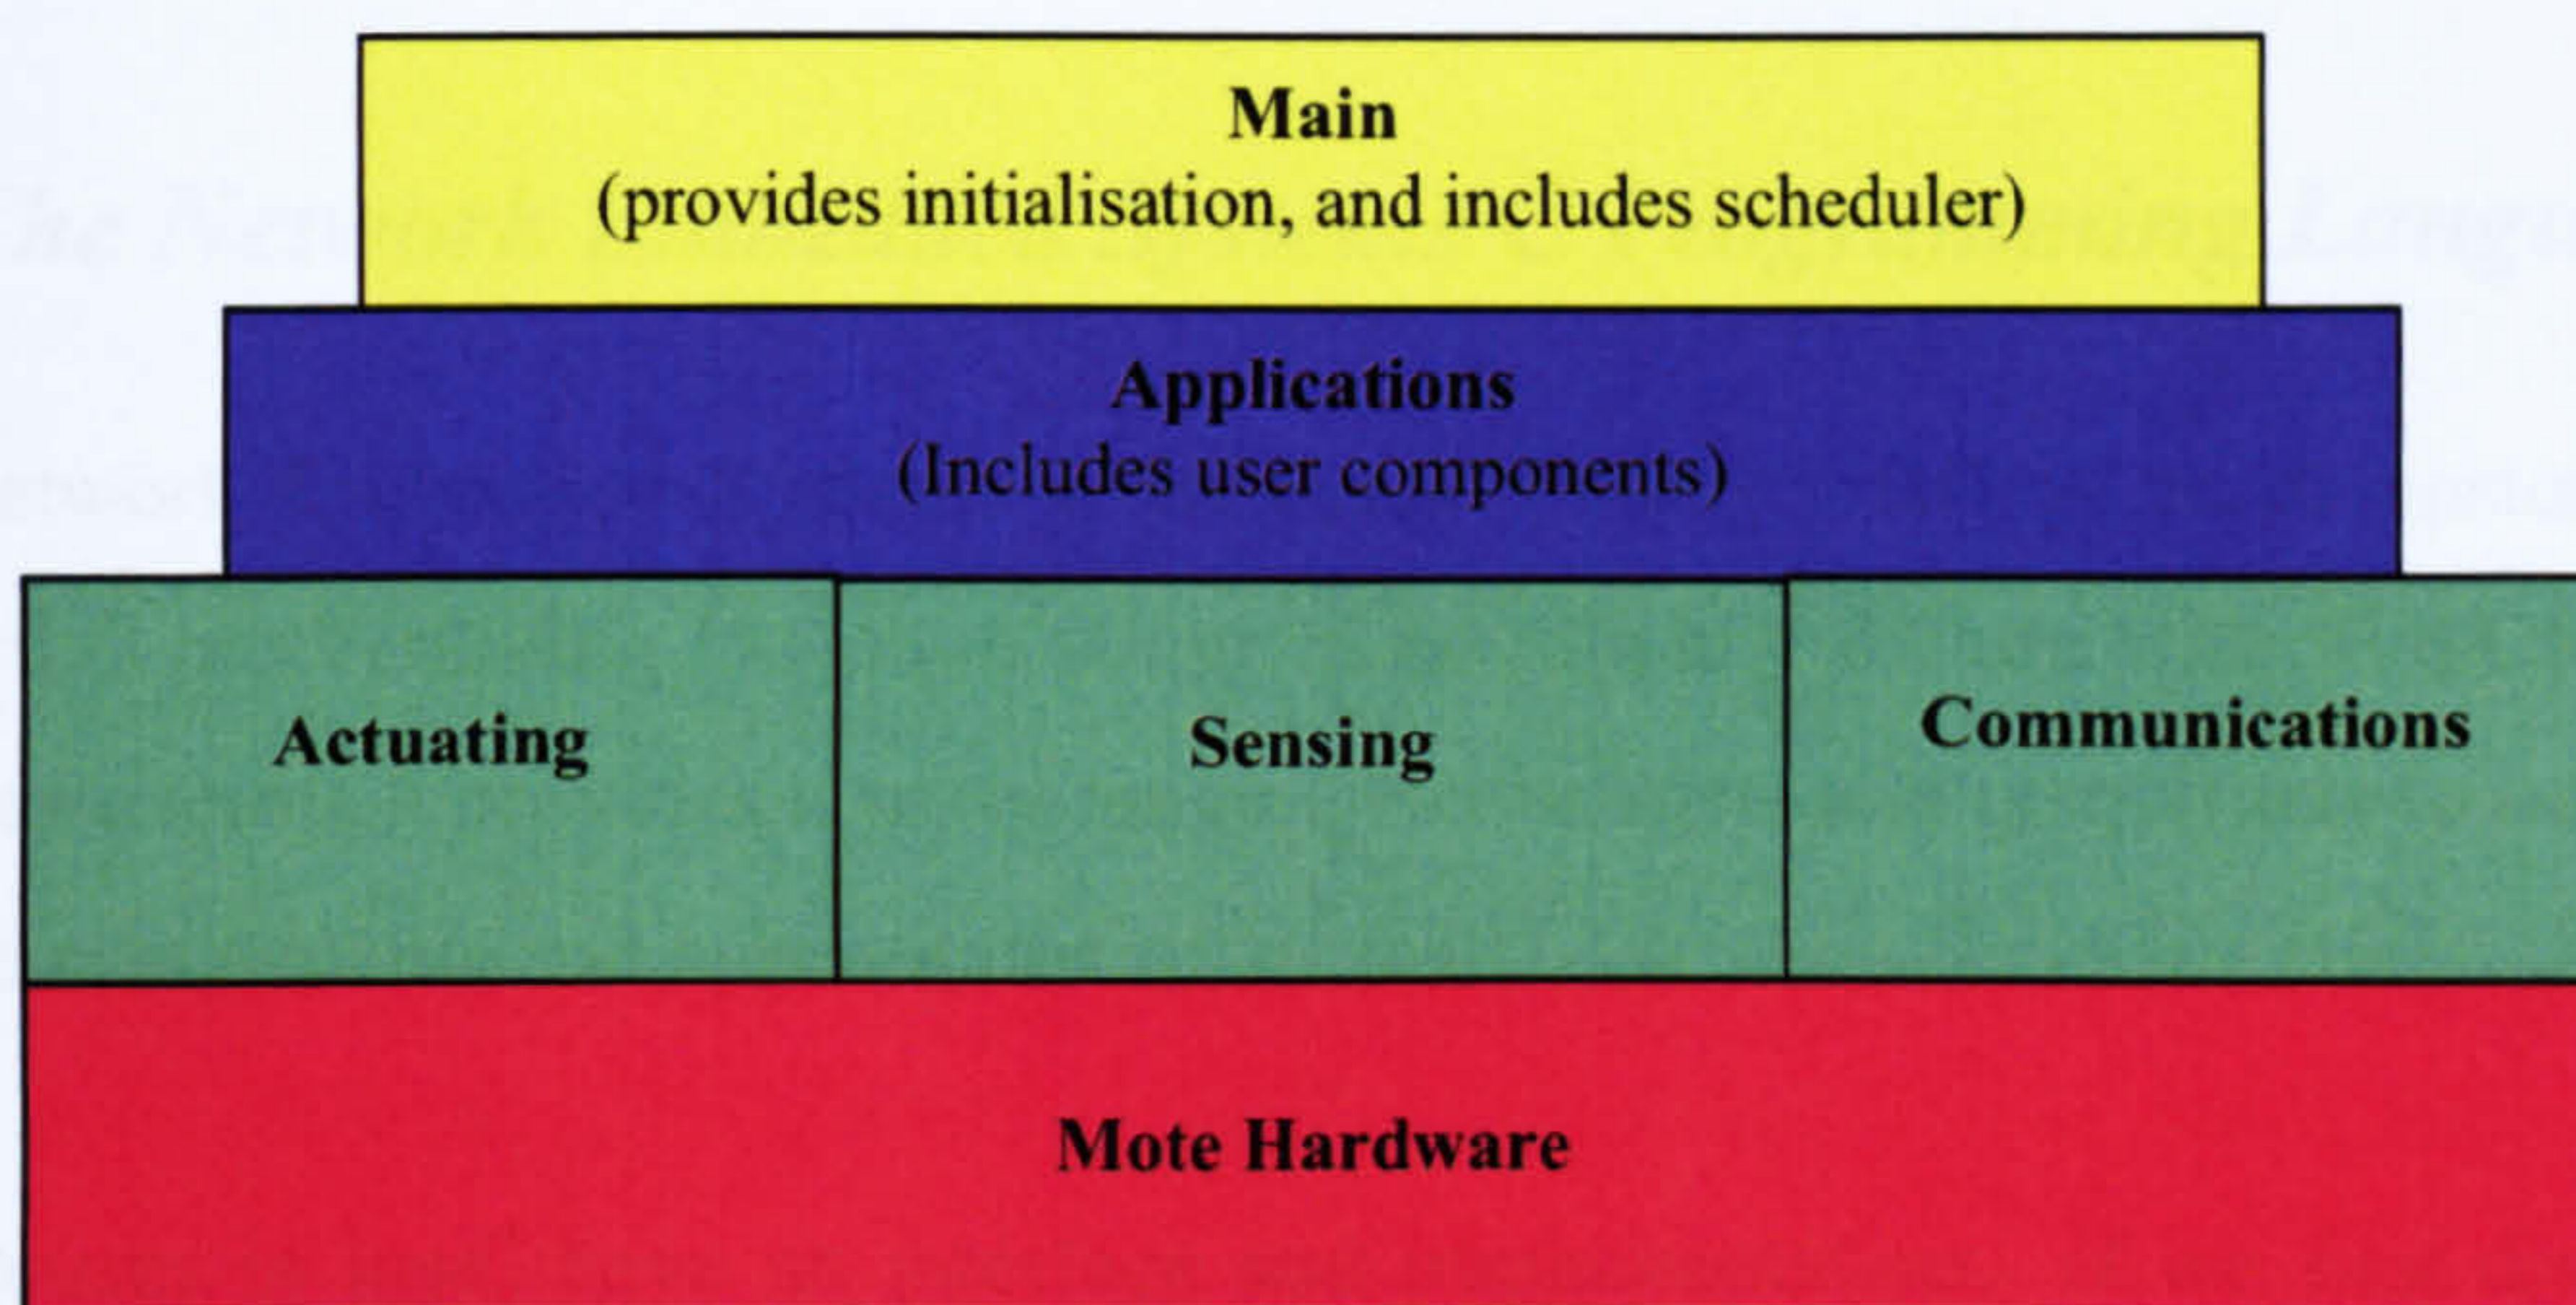 Main
(provides initialisation, and includes scheduler)
Applications
(Includes user components)
Actuating
Sensing
Communications
Mote Hardware